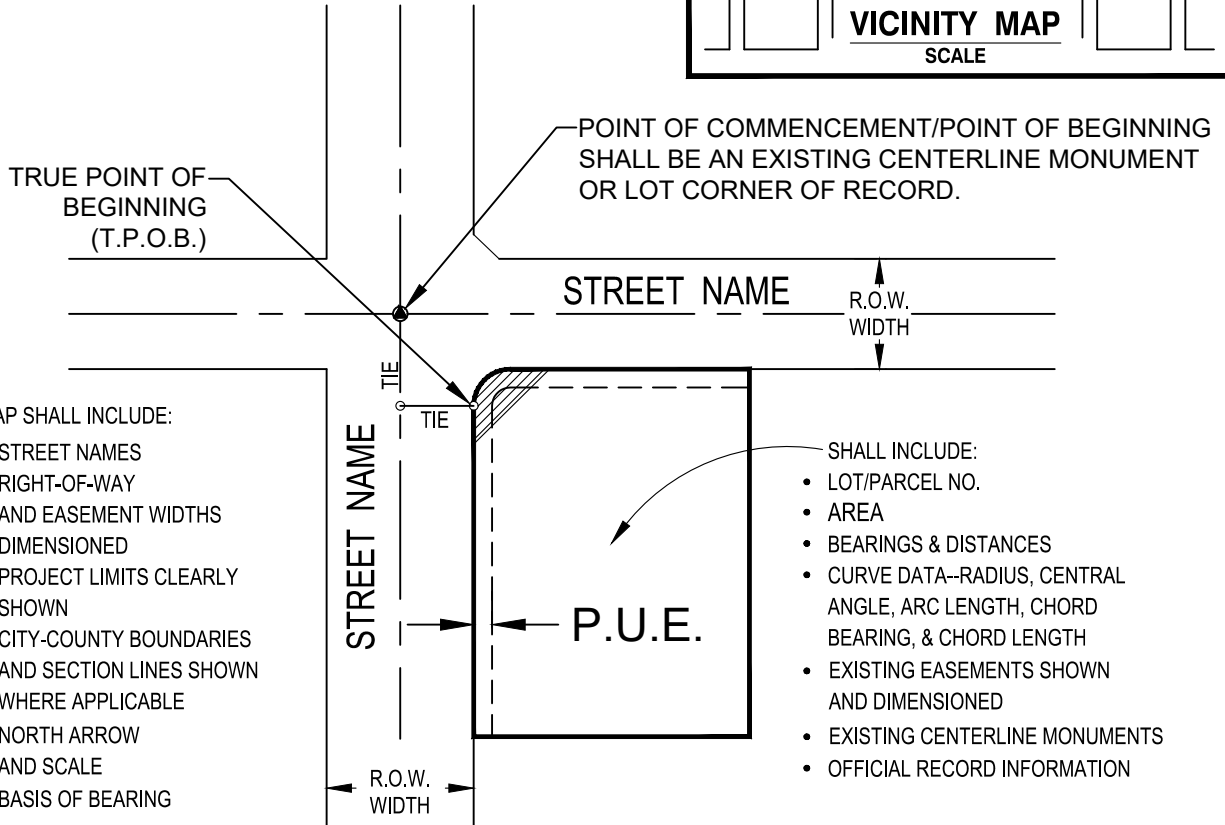 VICINITY MAP
SCALE
POINT OF COMMENCEMENT/POINT OF BEGINNING
SHALL BE AN EXISTING CENTERLINE MONUMENT
OR LOT CORNER OF RECORD.
TRUE POINT OF
BEGINNING
(T.P.O.B.)
STREET NAME
R.O.W.
WIDTH
TIE
TIE
AP SHALL INCLUDE:
STREET NAMES
RIGHT-OF-WAY
AND EASEMENT WIDTHS
DIMENSIONED
PROJECT LIMITS CLEARLY
SHOWN
CITY-COUNTY BOUNDARIES
AND SECTION LINES SHOWN
WHERE APPLICABLE
NORTH ARROW
AND SCALE
BASIS OF BEARING
STREET NAME
P.U.E.
SHALL INCLUDE:
• LOT/PARCEL NO.
• AREA
• BEARINGS & DISTANCES
• CURVE DATA--RADIUS, CENTRAL
ANGLE, ARC LENGTH, CHORD
BEARING, & CHORD LENGTH
• EXISTING EASEMENTS SHOWN
AND DIMENSIONED
• EXISTING CENTERLINE MONUMENTS
• OFFICIAL RECORD INFORMATION
R.O.W.
WIDTH